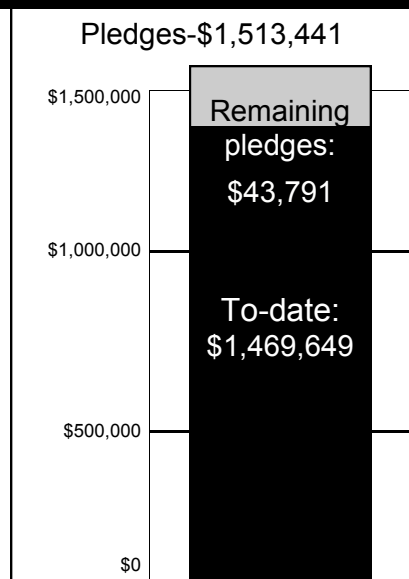 Pledges-$1,513,441
$1,500,000
Remaining
pledges:
$43,791
$1,000,000
To-date:
$1,469,649
$500,000
$0